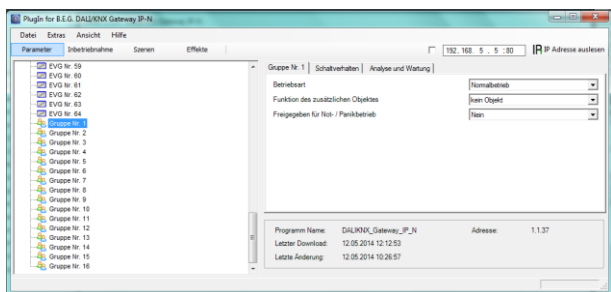 PlugIn for B.E.G. DALI/KNX Gateway IP-N
Datei Extras Ansicht Hilfe
Parameter Inbetriebnahme Szenen Effekte
192. 168. 5 . 5 :80 IP Adresse auslesen
EVG Nr. 59
EVG Nr. 60
EVG Nr. 61
EVG Nr. 62
EVG Nr. 63
EVG Nr. 64
Gruppe Nr. 1
Gruppe Nr. 2
Gruppe Nr. 3
Gruppe Nr. 4
Gruppe Nr. 5
Gruppe Nr. 6
Gruppe Nr. 7
Gruppe Nr. 8
Gruppe Nr. 9
Gruppe Nr. 10
Gruppe Nr. 11
Gruppe Nr. 12
Gruppe Nr. 13
Gruppe Nr. 14
Gruppe Nr. 15
Gruppe Nr. 16
Gruppe Nr. 1 Schaltverhalten Analyse und Wartung
Betriebsart Normalbetrieb
Funktion des zusätzlichen Objektes kein Objekt
Freigegeben für Not- / Panikbetrieb Nein
Programm Name: DALIKNX_Gateway_IP_N Adresse: 1.1.37
Letzter Download: 12.05.2014 12:12:53
Letzte Änderung: 12.05.2014 10:26:57